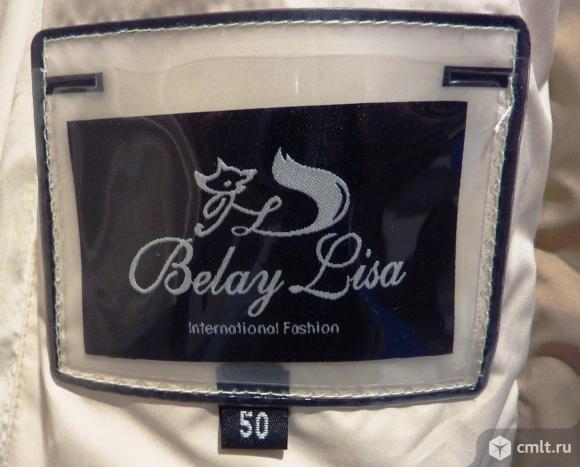 Belay Lisa
International Fashion
50
cmlt.ru